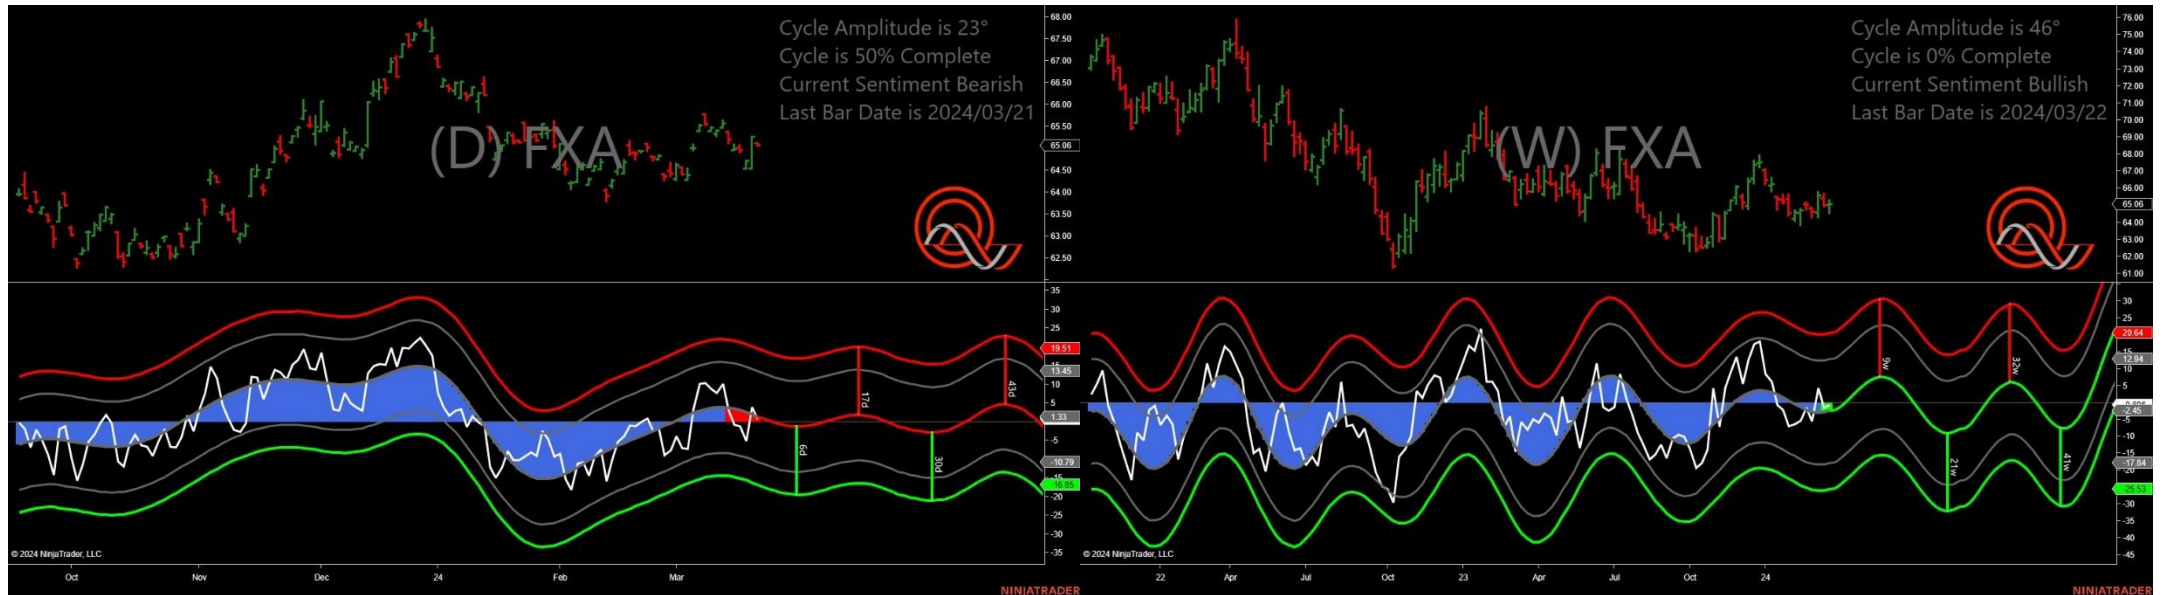 Cycle Amplitude is 23°
Cycle is 50% Complete
Current Sentiment Bearish
Last Bar Date is 2024/03/21
(D) FXA
68.00
67.50
67.00
66.50
66.00
65.50
65.06
64.50
64.00
63.50
63.00
62.50
35
30
25
19.51
13.45
10
5
1.33
-5
-10.79
-15
-16.85
-20
-25
-30
-35
17d
43d
6d
30d
© 2024 NinjaTrader, LLC
Oct
Nov
Dec
24
Feb
Mar
NINJATRADER
Cycle Amplitude is 46°
Cycle is 0% Complete
Current Sentiment Bullish
Last Bar Date is 2024/03/22
(W) FXA
76.00
75.00
74.00
73.00
72.00
71.00
70.00
69.00
68.00
67.00
66.00
65.06
64.00
63.00
62.00
61.00
30
25
20.64
15
12.94
10
5
-2.45
-5
-10
-15
-17.84
-20
-25.53
-30
-35
-40
-45
9w
32w
21w
41w
© 2024 NinjaTrader, LLC
22
Apr
Jul
Oct
23
Apr
Jul
Oct
24
NINJATRADER